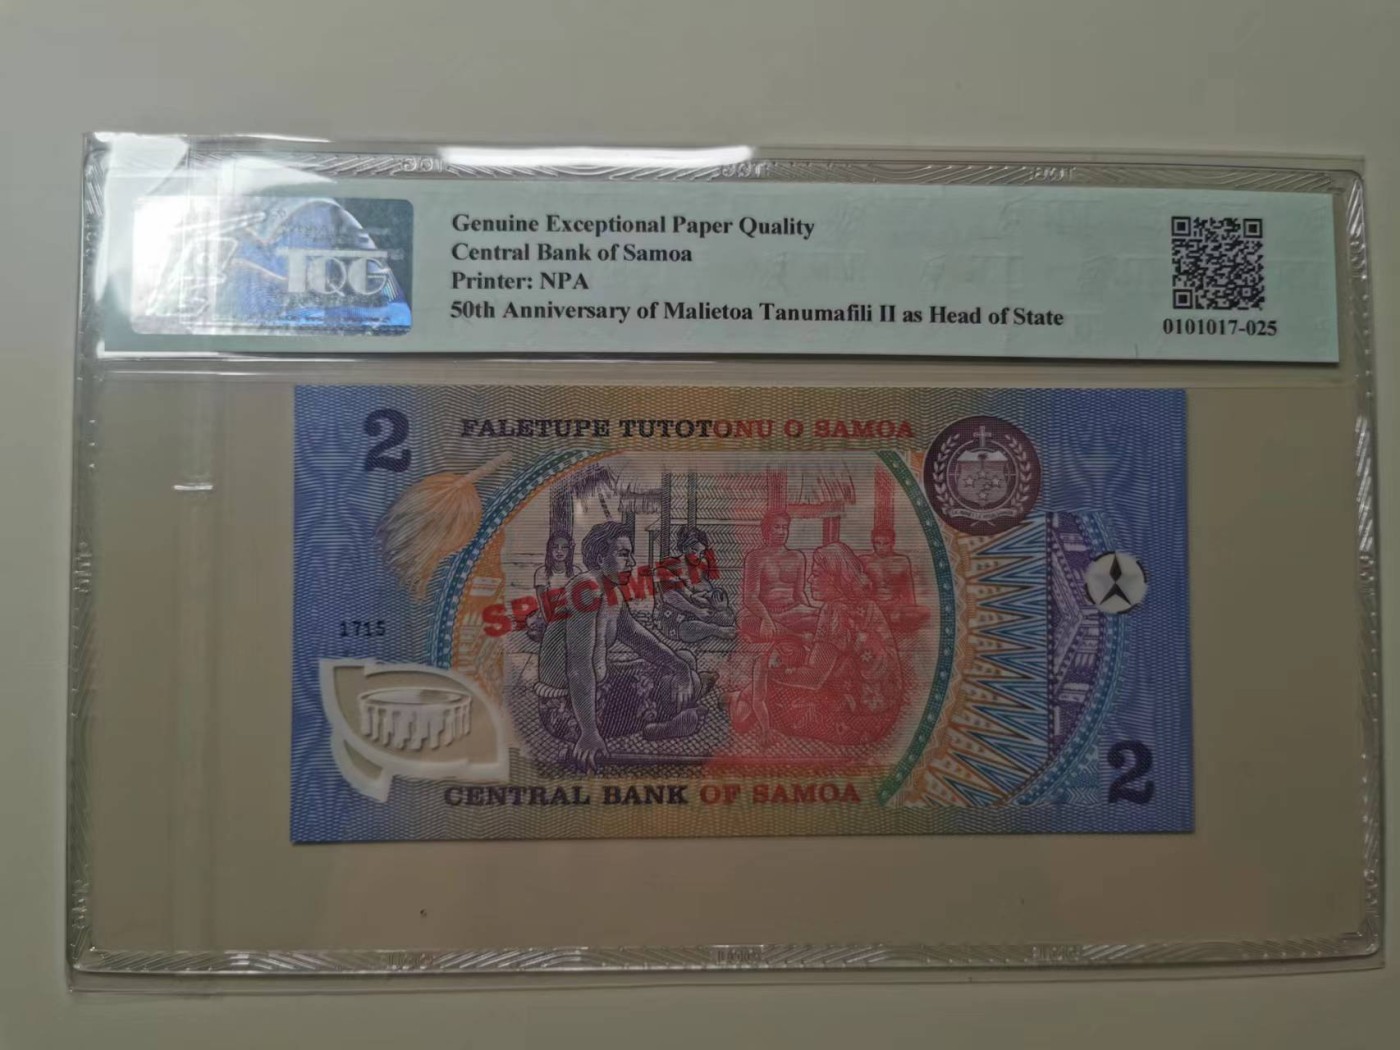 TQG
Genuine Exceptional Paper Quality
Central Bank of Samoa
Printer: NPA
50th Anniversary of Malietoa Tanumafili II as Head of State
0101017-025
2
FALETUPE TUTOTONU O SAMOA
SPECIMEN
1715
CENTRAL BANK OF SAMOA
2